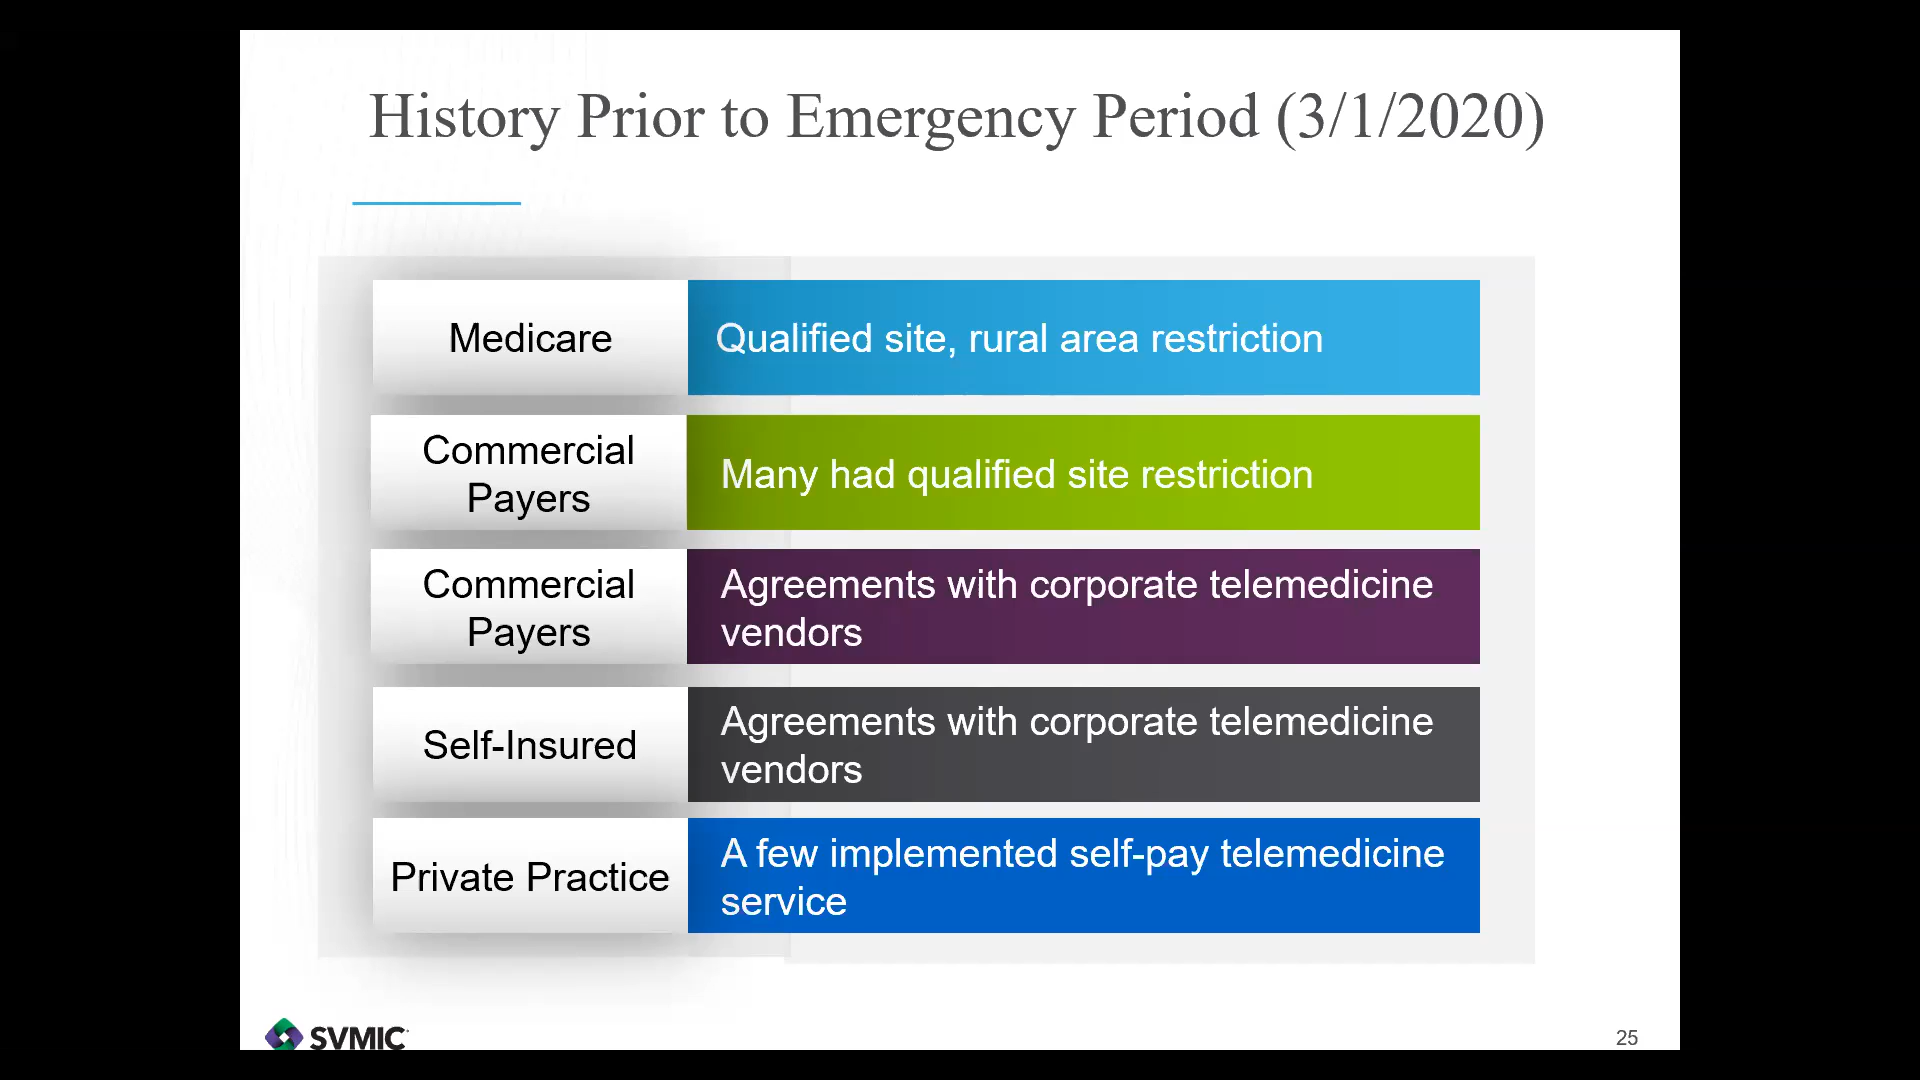 History Prior to Emergency Period (3/1/2020)
Medicare
Qualified site, rural area restriction
Commercial
Payers
Many had qualified site restriction
Commercial
Payers
Agreements with corporate telemedicine
vendors
Self-Insured
Agreements with corporate telemedicine
vendors
Private Practice
A few implemented self-pay telemedicine
service
SVMIC
25